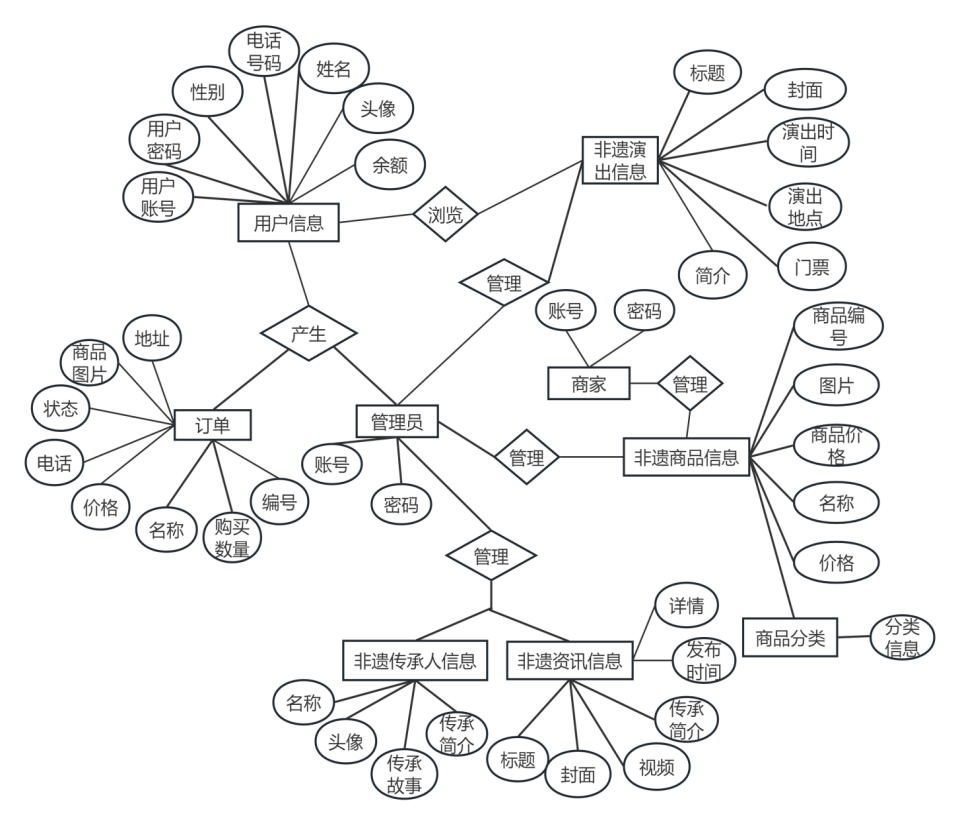 电话
号码
姓名
性别
头像
用户
密码
余额
用户
账号
用户信息
浏览
标题
封面
非遗演
出信息
演出时
间
演出
地点
门票
简介
管理
账号
密码
商家
管理
产生
地址
商品
图片
状态
订单
电话
价格
名称
购买
数量
编号
管理员
账号
密码
管理
非遗商品信息
商品编
号
图片
商品价
格
名称
价格
商品分类
分类
信息
管理
非遗传承人信息
非遗资讯信息
详情
发布
时间
名称
头像
传承
故事
传承
简介
标题
封面
视频
传承
简介